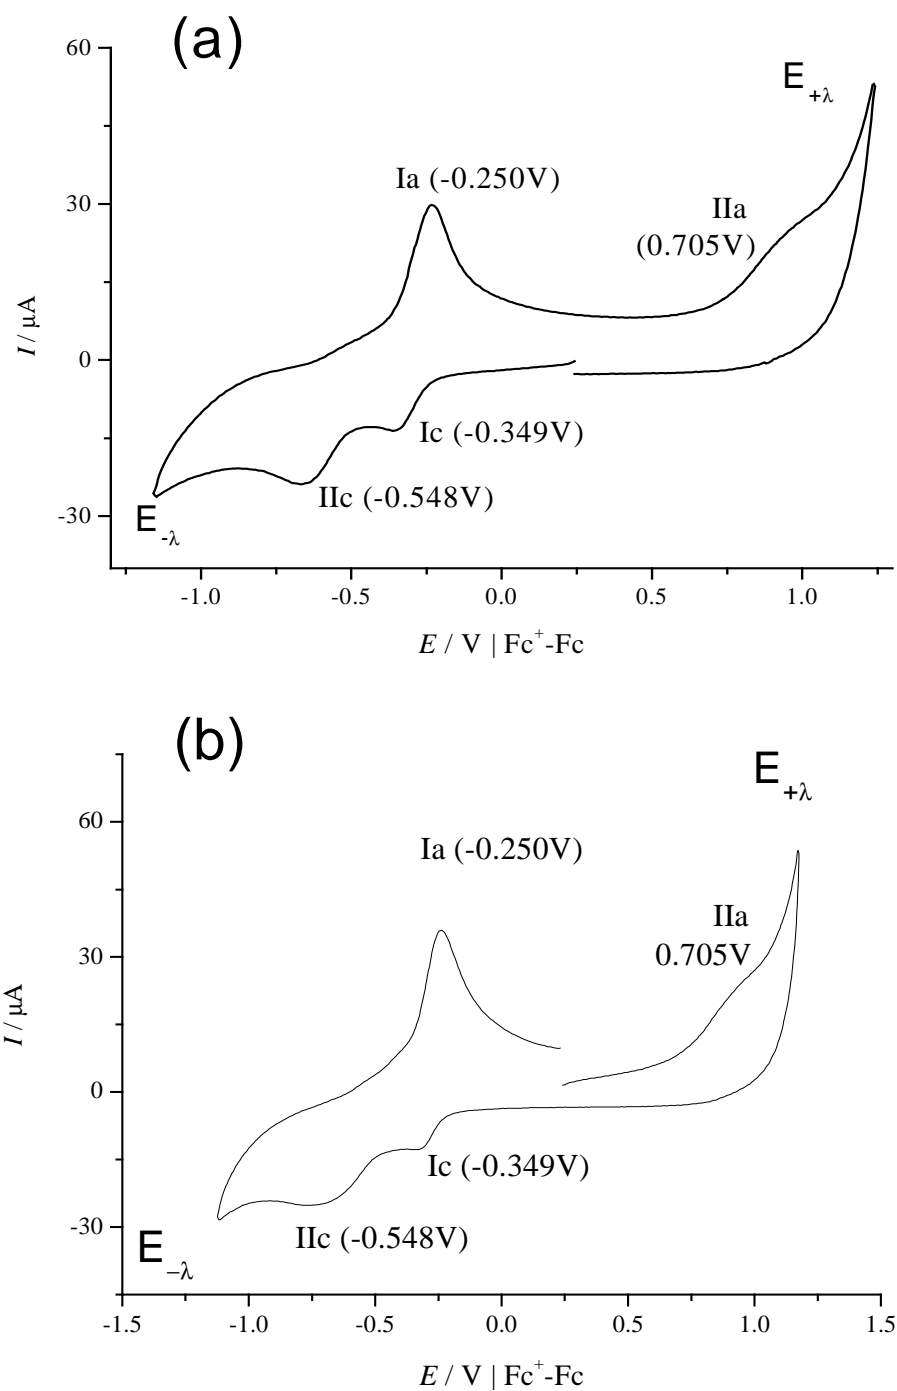 (a)
60
E+λ
Ia (-0.250V)
30
IIa
(0.705V)
I / μA
0
Ic (-0.349V)
IIc (-0.548V)
-30
E-λ
-1.0 -0.5 0.0 0.5 1.0
E / V | Fc+-Fc
(b)
E+λ
60
Ia (-0.250V)
IIa
30
0.705V
I / μA
0
Ic (-0.349V)
-30
IIc (-0.548V)
E–λ
-1.5 -1.0 -0.5 0.0 0.5 1.0 1.5
E / V | Fc+-Fc